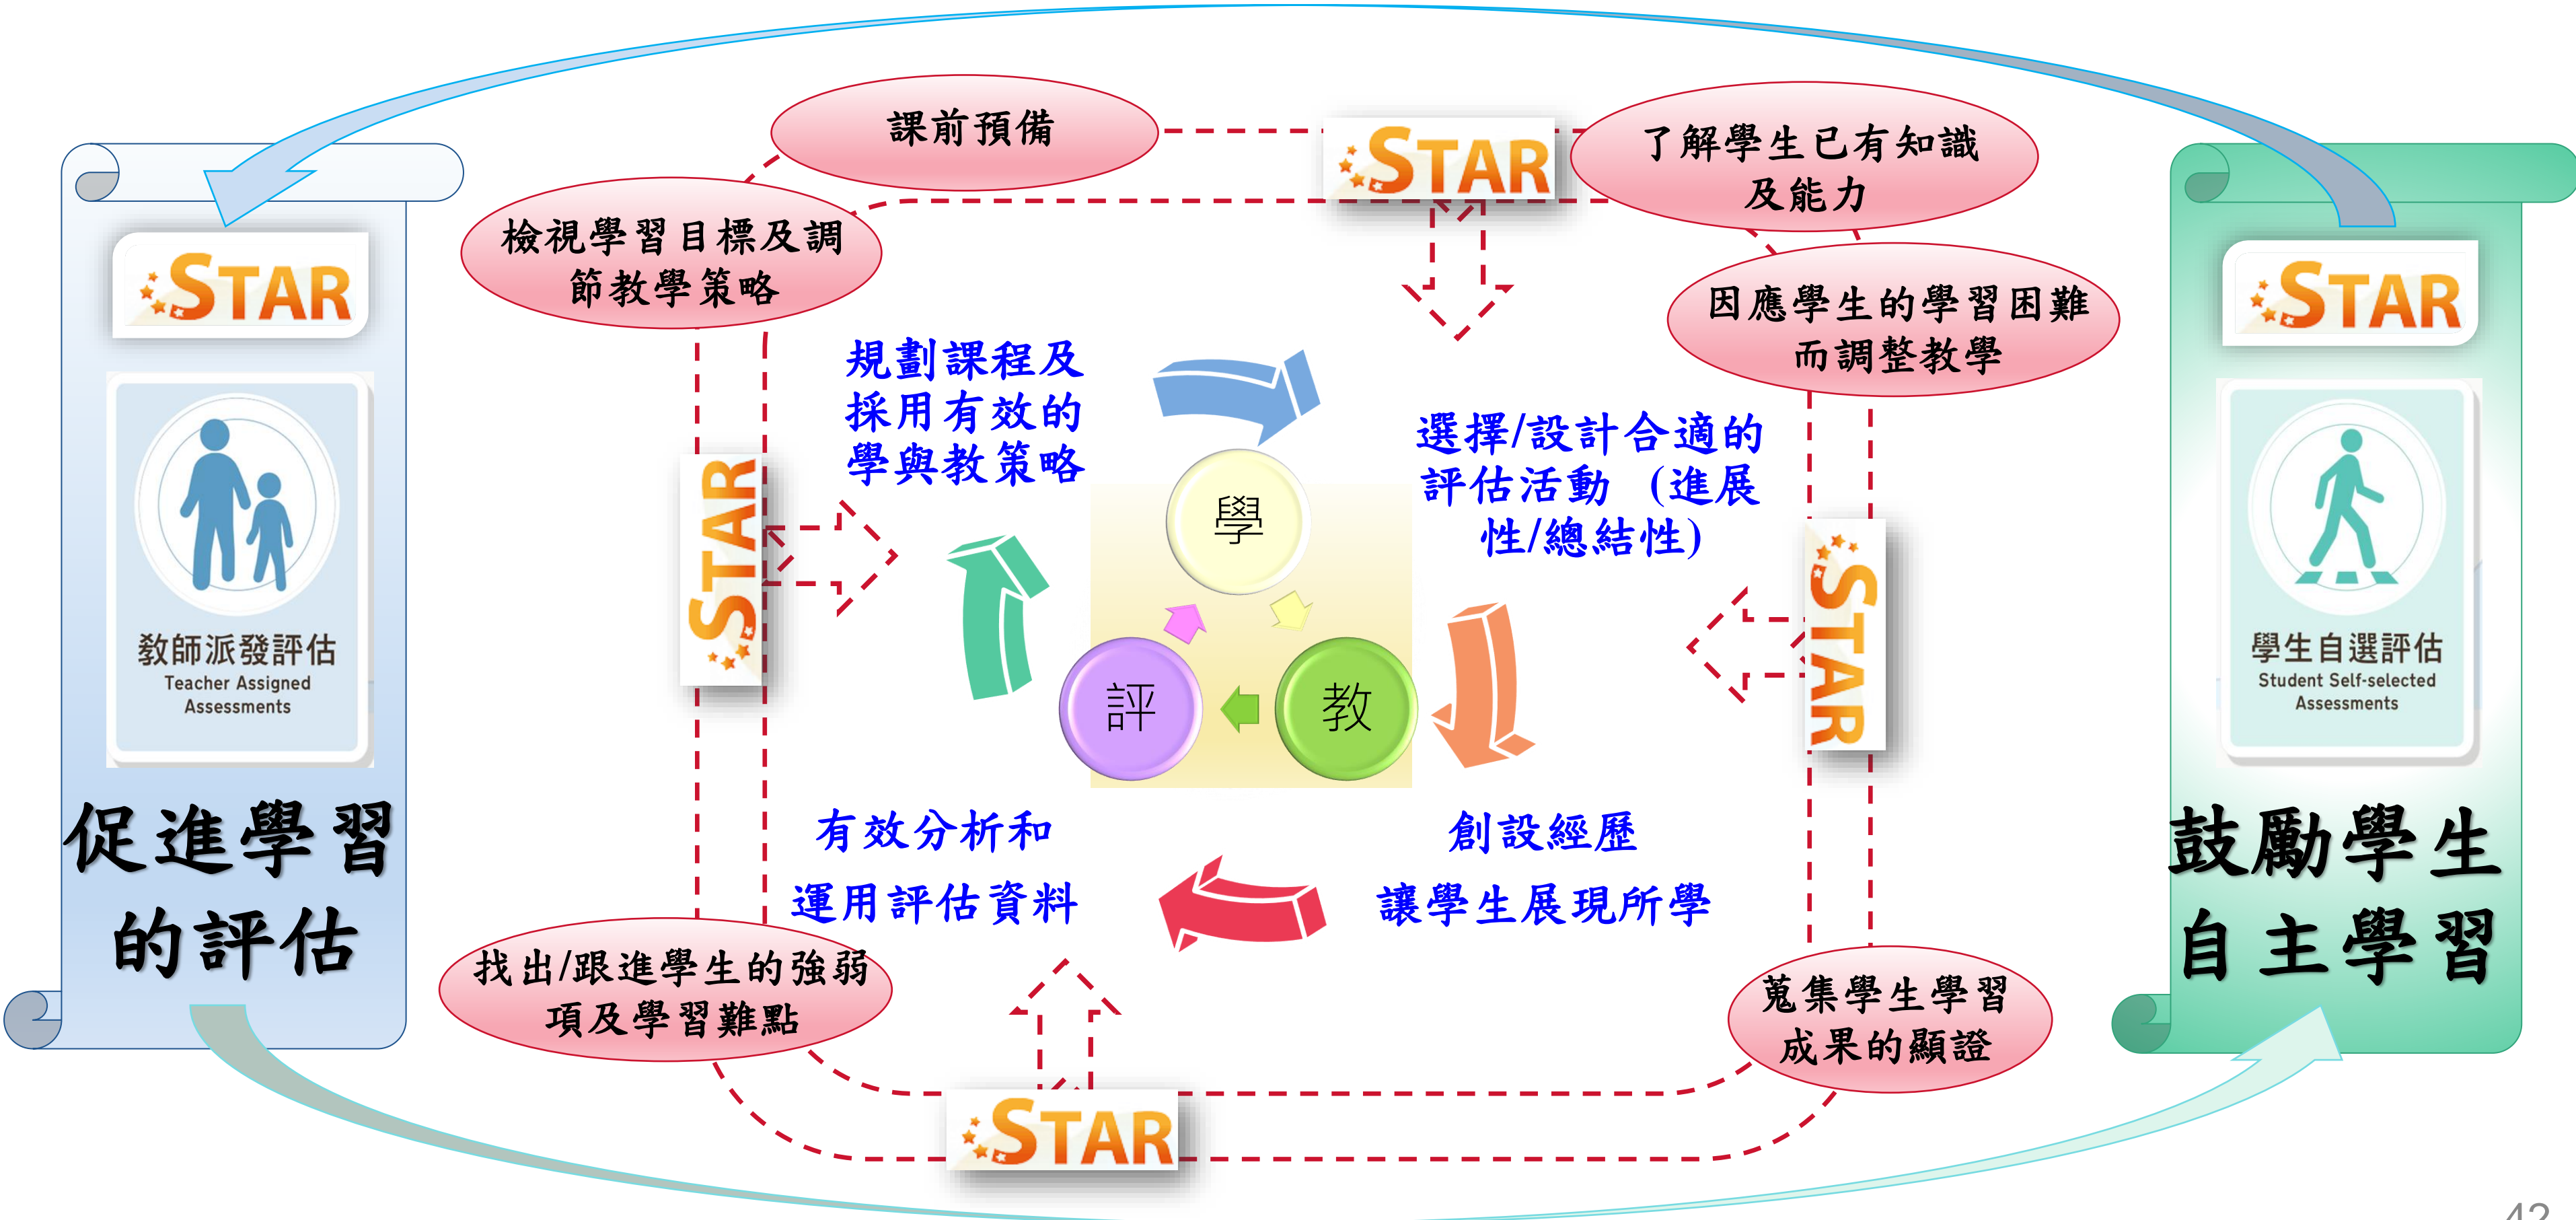 課前預備
STAR
了解學生已有知識
及能力
檢視學習目標及調
節教學策略
因應學生的學習困難
而調整教學
STAR
教師派發評估
Teacher Assigned
Assessments
促進學習
的評估
規劃課程及
採用有效的
學與教策略
選擇/設計合適的
評估活動 (進展
性/總結性)
STAR
STAR
學
教
評
有效分析和
運用評估資料
創設經歷
讓學生展現所學
找出/跟進學生的強弱
項及學習難點
蒐集學生學習
成果的顯證
STAR
STAR
學生自選評估
Student Self-selected
Assessments
鼓勵學生
自主學習
42